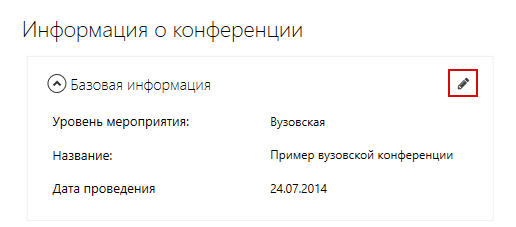 Информация о конференции
Базовая информация
Уровень мероприятия: Вузовская
Название: Пример вузовской конференции
Дата проведения 24.07.2014